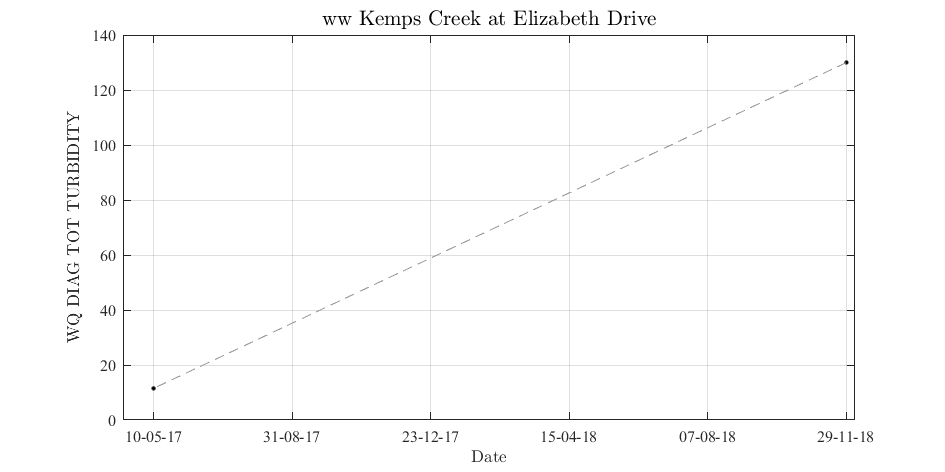 ww Kemps Creek at Elizabeth Drive
140
120
100
80
60
40
20
0
WQ DIAG TOT TURBIDITY
10-05-17 31-08-17 23-12-17 15-04-18 07-08-18 29-11-18
Date